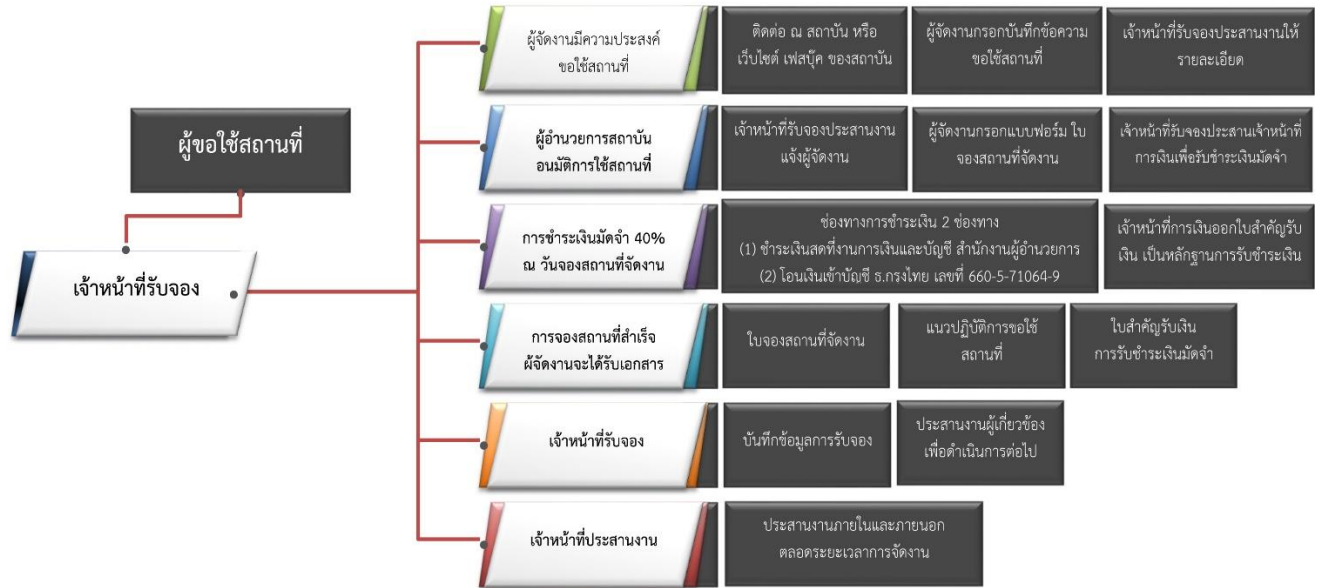 ผู้ขอใช้สถานที่
เจ้าหน้าที่รับจอง
ผู้จัดงานมีความประสงค์
ขอใช้สถานที่
ติดต่อ ณ สถาบัน หรือ
เว็บไซต์ เฟสบุ๊ค ของสถาบัน
ผู้จัดงานกรอกบันทึกข้อความ
ขอใช้สถานที่
เจ้าหน้าที่รับจองประสานงานให้
รายละเอียด
ผู้อำนวยการสถาบัน
อนมัติการใช้สถานที่
เจ้าหน้าที่รับจองประสานงาน
แจ้งผู้จัดงาน
ผู้จัดงานกรอกแบบฟอร์ม ใบ
จองสถานที่จัดงาน
เจ้าหน้าที่รับจองประสานเจ้าหน้าที่
การเงินเพื่อรับชำระเงินมัดจำ
การชำระเงินมัดจำ 40%
ณ วันจองสถานที่จัดงาน
ช่องทางการชำระเงิน 2 ช่องทาง
(1) ชำระเงินสดที่งานการเงินและบัญชี สำนักงานผู้อำนวยการ
(2) โอนเงินเข้าบัญชี ธ.กรุงไทย เลขที่ 660-5-71064-9
เจ้าหน้าที่การเงินออกใบสำคัญรับ
เงิน เป็นหลักฐานการรับชำระเงิน
การจองสถานที่สำเร็จ
ผู้จัดงานจะได้รับเอกสาร
ใบจองสถานที่จัดงาน
แนวปฏิบัติการขอใช้
สถานที่
ใบสำคัญรับเงิน
การรับชำระเงินมัดจำ
เจ้าหน้าที่รับจอง
บันทึกข้อมูลการรับจอง
ประสานงานผู้เกี่ยวข้อง
เพื่อดำเนินการต่อไป
เจ้าหน้าที่ประสานงาน
ประสานงานภายในและภายนอก
ตลอดระยะเวลาการจัดงาน